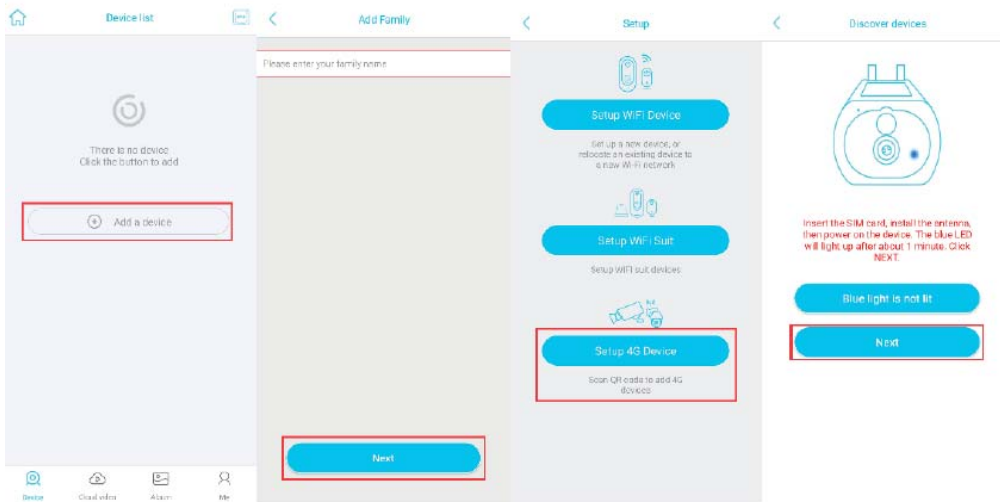 Device list
There is no device
Click the button to add
Add a device
Device
Cloud video
Album
Me
Add Family
Please enter your family name
Next
Setup
Setup WiFi Device
Set up a new device, or
relocate an existing device to
a new Wi-Fi network
Setup WiFi Suit
Setup WiFi suit devices
Setup 4G Device
Scan QR code to add 4G
devices
Discover devices
Insert the SIM card, install the antenna,
then power on the device. The blue LED
will light up after about 1 minute. Click
NEXT.
Blue light is not lit
Next